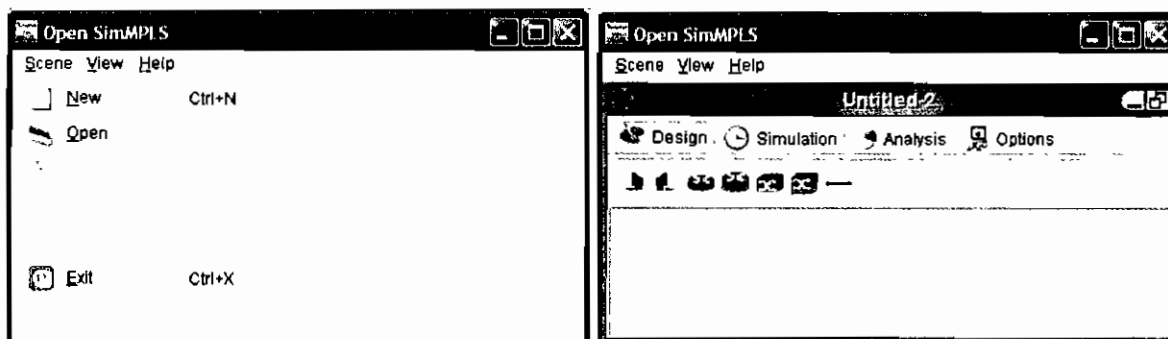 Open SimMPLS
Scene View Help
New Ctrl+N
Open
Exit Ctrl+X
Open SimMPLS
Scene View Help
Untitled-2
Design Simulation Analysis Options